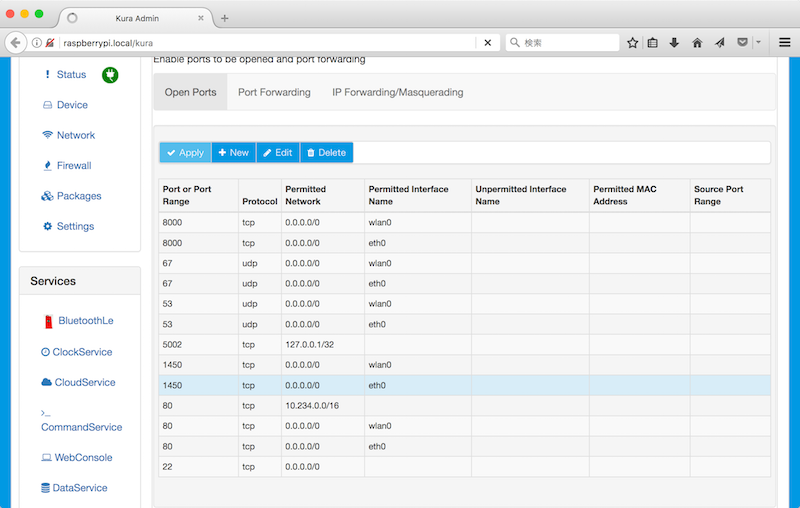 Kura Admin
raspberrypi.local/kura
検索
Enable ports to be opened and port forwarding
Status
Device
Network
Firewall
Packages
Settings
Services
BluetoothLe
ClockService
CloudService
>_
CommandService
WebConsole
DataService
Open Ports Port Forwarding IP Forwarding/Masquerading
Apply New Edit Delete
Port or Port Range Protocol Permitted Network Permitted Interface Name Unpermitted Interface Name Permitted MAC Address Source Port Range
8000 tcp 0.0.0.0/0 wlan0
8000 tcp 0.0.0.0/0 eth0
67 udp 0.0.0.0/0 wlan0
67 udp 0.0.0.0/0 eth0
53 udp 0.0.0.0/0 wlan0
53 udp 0.0.0.0/0 eth0
5002 tcp 127.0.0.1/32
1450 tcp 0.0.0.0/0 wlan0
1450 tcp 0.0.0.0/0 eth0
80 tcp 10.234.0.0/16
80 tcp 0.0.0.0/0 wlan0
80 tcp 0.0.0.0/0 eth0
22 tcp 0.0.0.0/0